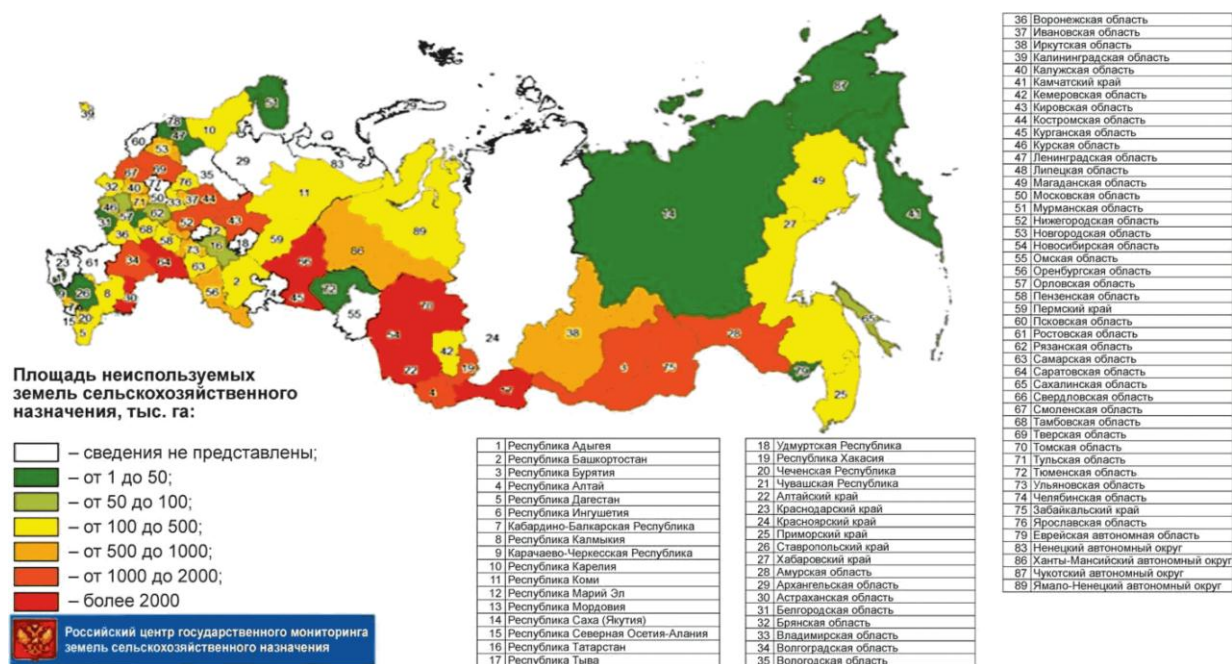 Площадь неиспользуемых
земель сельскохозяйственного
назначения, тыс. га:
– сведения не представлены;
– от 1 до 50;
– от 50 до 100;
– от 100 до 500;
– от 500 до 1000;
– от 1000 до 2000;
– более 2000
Российский центр государственного мониторинга
земель сельскохозяйственного назначения
1 Республика Адыгея
2 Республика Башкортостан
3 Республика Бурятия
4 Республика Алтай
5 Республика Дагестан
6 Республика Ингушетия
7 Кабардино-Балкарская Республика
8 Республика Калмыкия
9 Карачаево-Черкесская Республика
10 Республика Карелия
11 Республика Коми
12 Республика Марий Эл
13 Республика Мордовия
14 Республика Саха (Якутия)
15 Республика Северная Осетия-Алания
16 Республика Татарстан
17 Республика Тыва
18 Удмуртская Республика
19 Республика Хакасия
20 Чеченская Республика
21 Чувашская Республика
22 Алтайский край
23 Краснодарский край
24 Красноярский край
25 Приморский край
26 Ставропольский край
27 Хабаровский край
28 Амурская область
29 Архангельская область
30 Астраханская область
31 Белгородская область
32 Брянская область
33 Владимирская область
34 Волгоградская область
35 Вологодская область
36 Воронежская область
37 Ивановская область
38 Иркутская область
39 Калининградская область
40 Калужская область
41 Камчатский край
42 Кемеровская область
43 Кировская область
44 Костромская область
45 Курганская область
46 Курская область
47 Ленинградская область
48 Липецкая область
49 Магаданская область
50 Московская область
51 Мурманская область
52 Нижегородская область
53 Новгородская область
54 Новосибирская область
55 Омская область
56 Оренбургская область
57 Орловская область
58 Пензенская область
59 Пермский край
60 Псковская область
61 Ростовская область
62 Рязанская область
63 Самарская область
64 Саратовская область
65 Сахалинская область
66 Свердловская область
67 Смоленская область
68 Тамбовская область
69 Тверская область
70 Томская область
71 Тульская область
72 Тюменская область
73 Ульяновская область
74 Челябинская область
75 Забайкальский край
76 Ярославская область
79 Еврейская автономная область
83 Ненецкий автономный округ
86 Ханты-Мансийский автономный округ
87 Чукотский автономный округ
89 Ямало-Ненецкий автономный округ